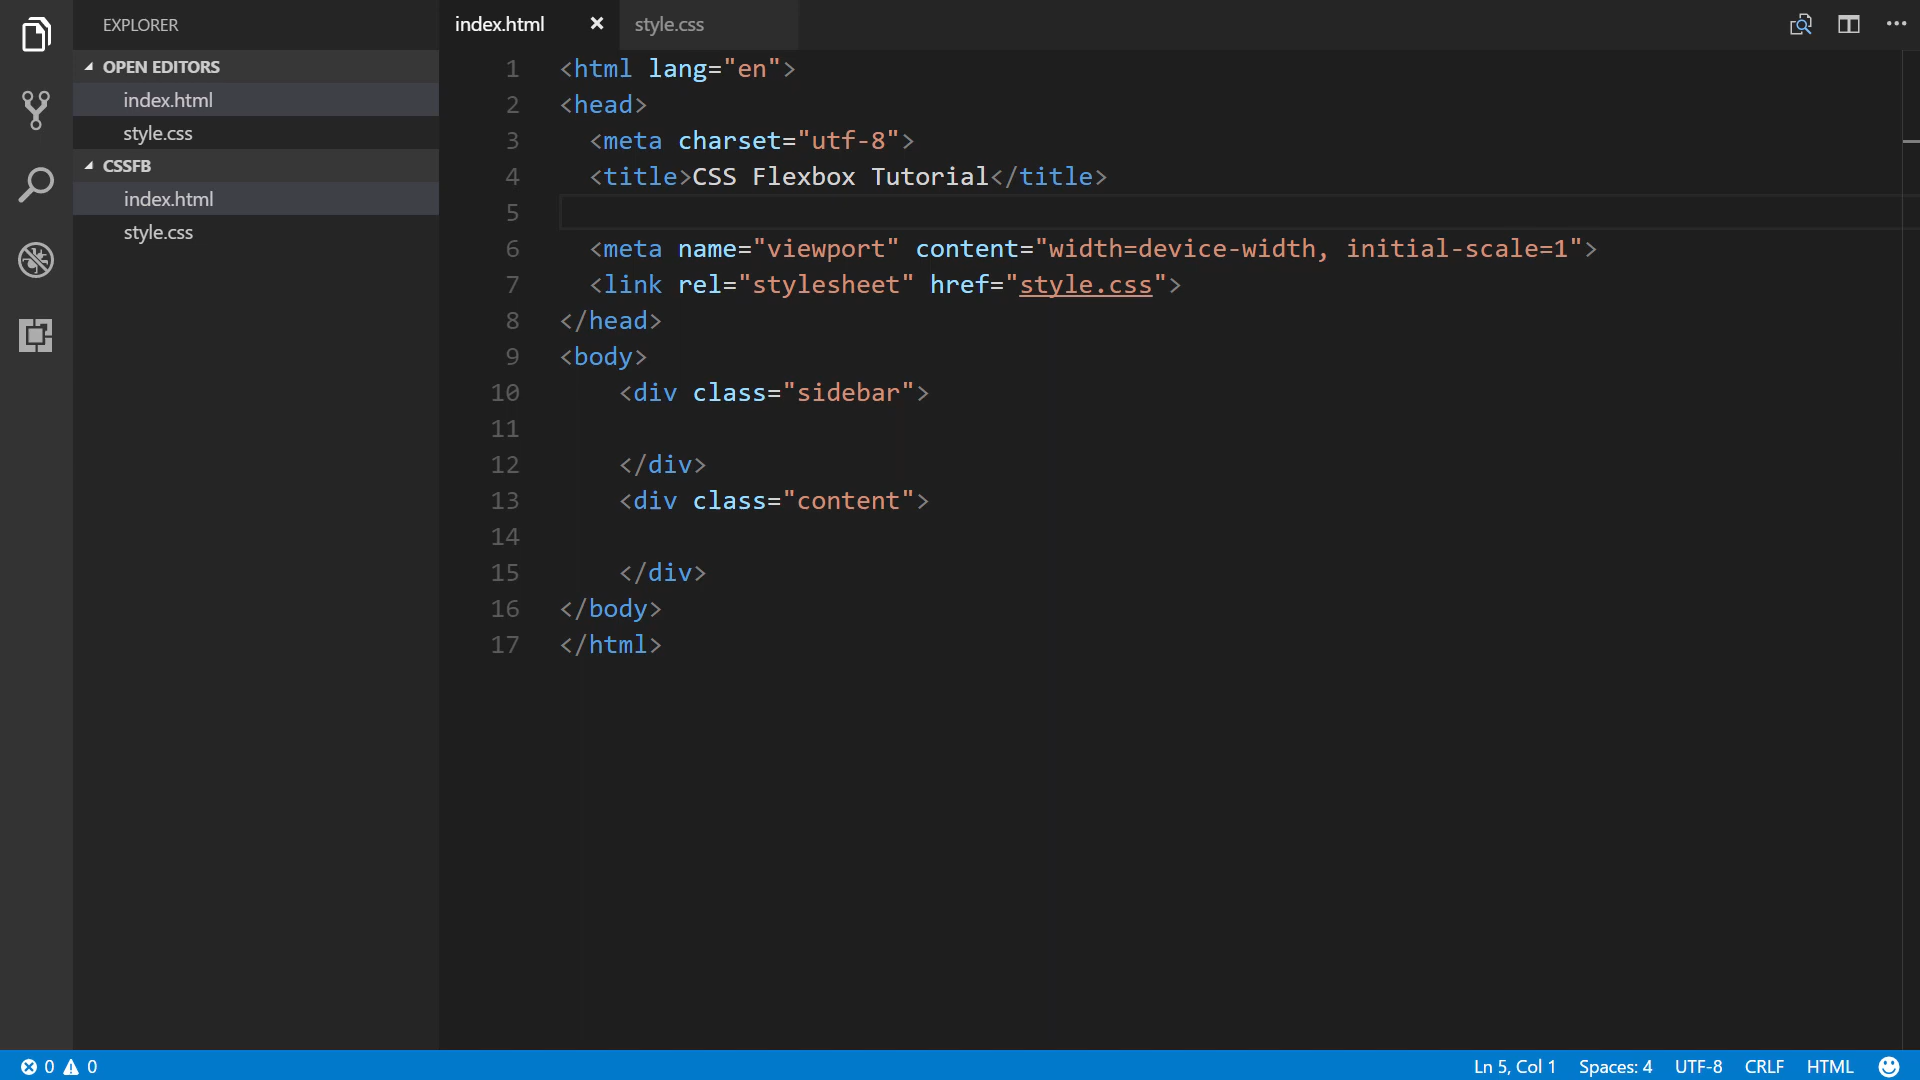 EXPLORER
OPEN EDITORS
index.html
style.css
CSSFB
index.html
style.css
index.html style.css
1 <html lang="en">
2 <head>
3   <meta charset="utf-8">
4   <title>CSS Flexbox Tutorial</title>
5
6   <meta name="viewport" content="width=device-width, initial-scale=1">
7   <link rel="stylesheet" href="style.css">
8 </head>
9 <body>
10     <div class="sidebar">
11
12     </div>
13     <div class="content">
14
15     </div>
16 </body>
17 </html>
0 0 Ln 5, Col 1 Spaces: 4 UTF-8 CRLF HTML